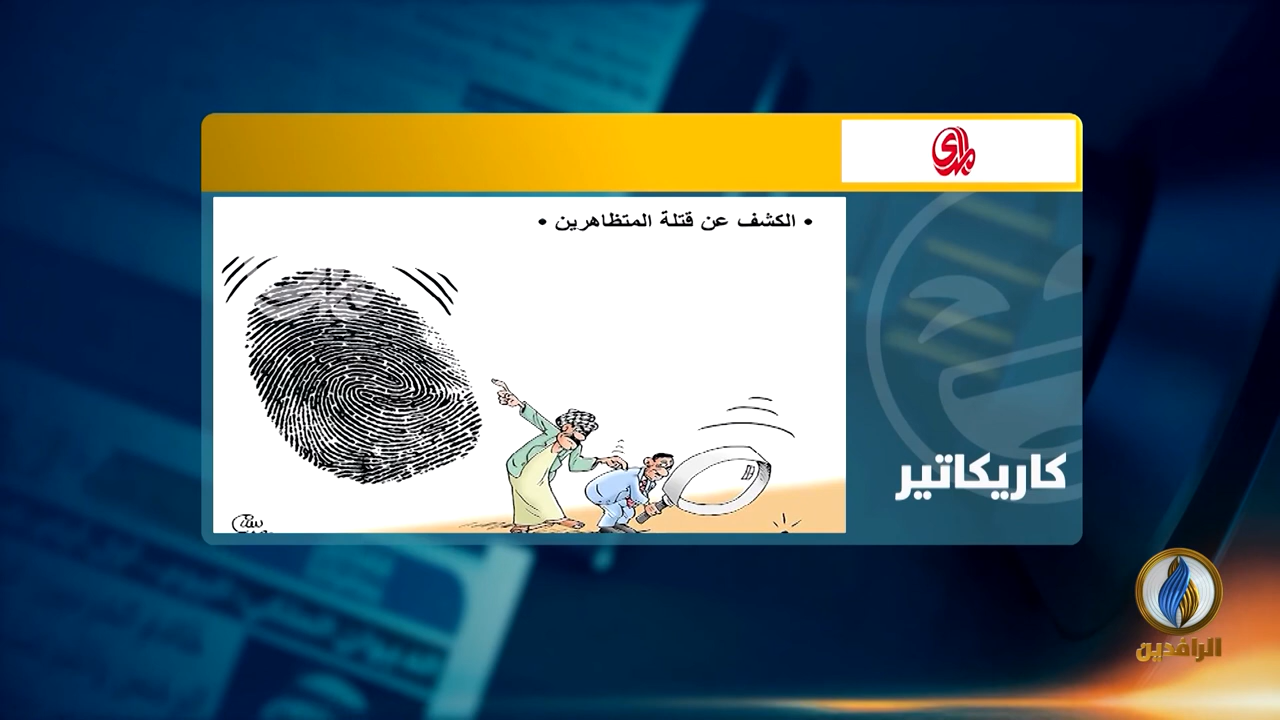 المدى
• الكشف عن قتلة المتظاهرين •
كاريكاتير
الرافدين